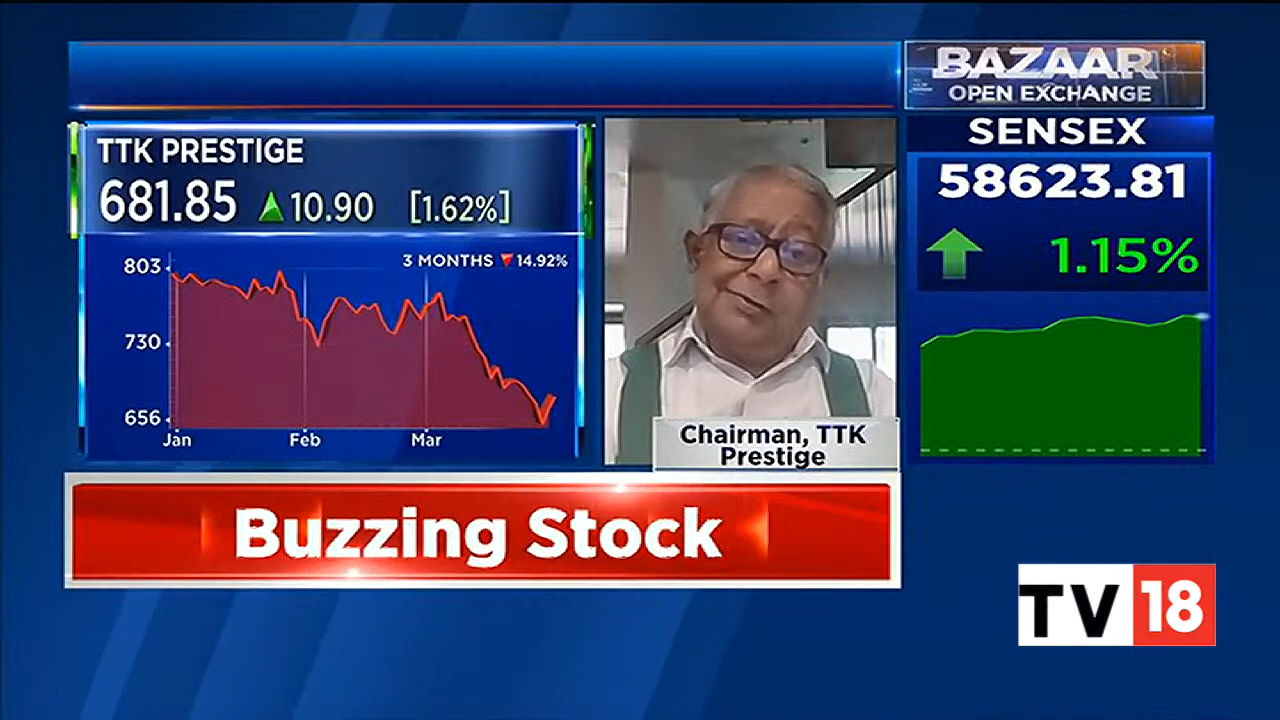 BAZAAR
OPEN EXCHANGE
TTK PRESTIGE
681.85 ▲ 10.90 [1.62%]
3 MONTHS ▼ 14.92%
803
730
656
Jan Feb Mar
Chairman, TTK
Prestige
SENSEX
58623.81
1.15%
Buzzing Stock
TV18